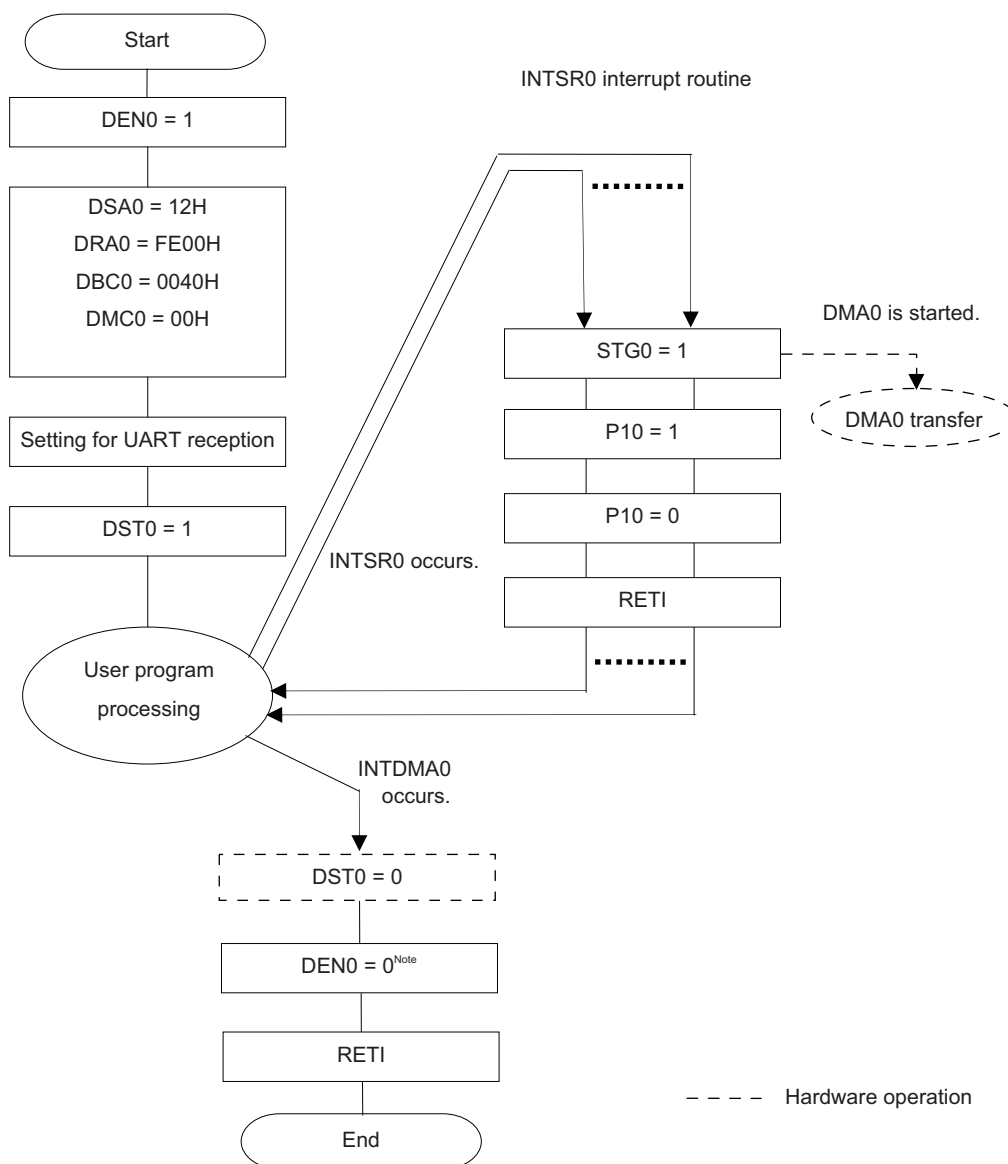 Start
DEN0 = 1
DSA0 = 12H
DRA0 = FE00H
DBC0 = 0040H
DMC0 = 00H
Setting for UART reception
DST0 = 1
User program
processing
INTSR0 occurs.
INTSR0 interrupt routine
STG0 = 1
DMA0 is started.
DMA0 transfer
P10 = 1
P10 = 0
RETI
INTDMA0
occurs.
DST0 = 0
DEN0 = 0Note
RETI
End
Hardware operation